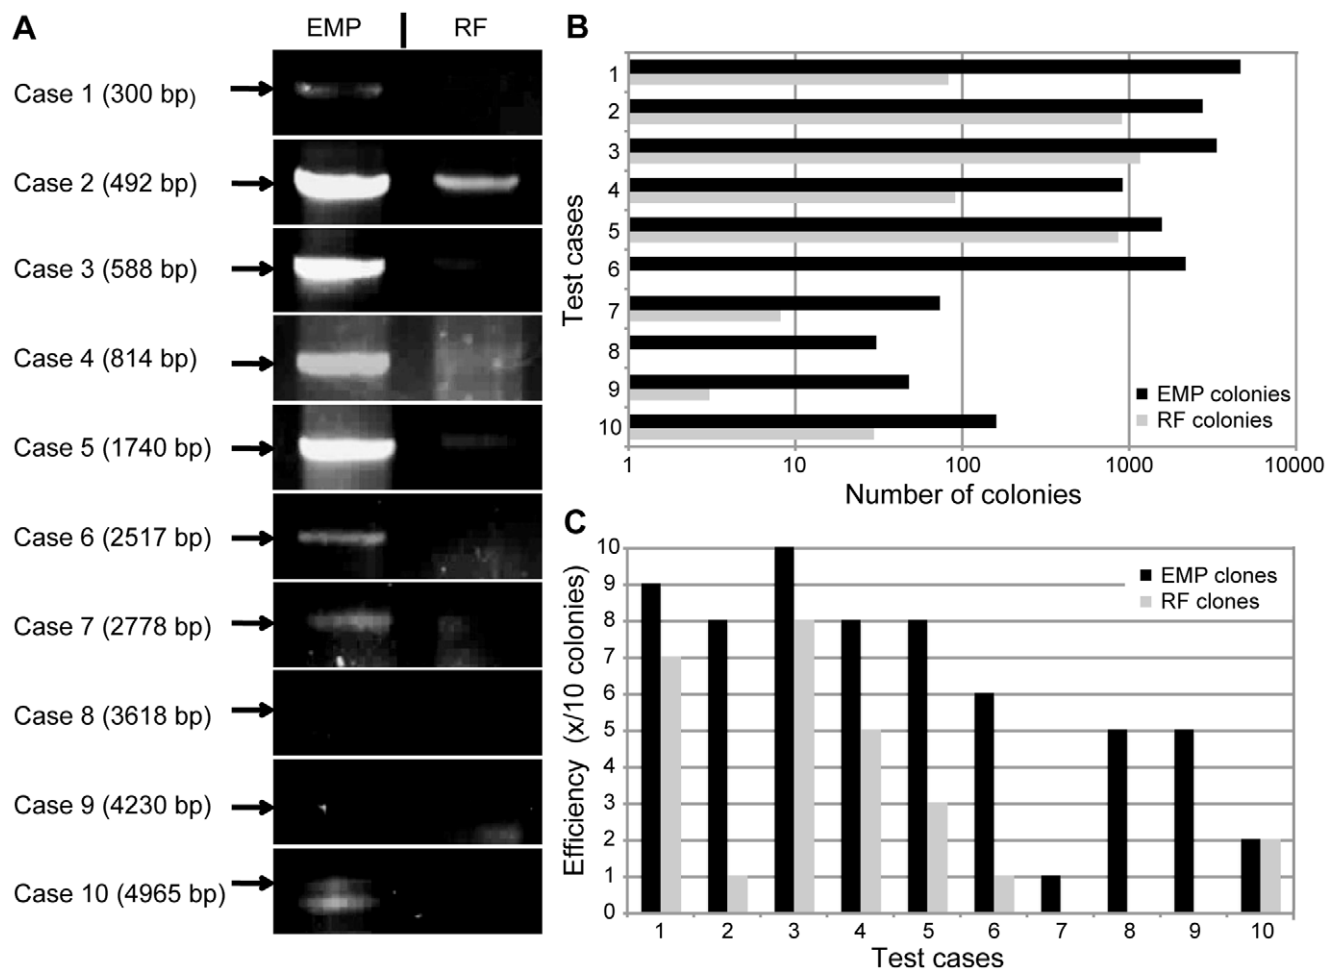 A
EMP | RF
Case 1 (300 bp)
Case 2 (492 bp)
Case 3 (588 bp)
Case 4 (814 bp)
Case 5 (1740 bp)
Case 6 (2517 bp)
Case 7 (2778 bp)
Case 8 (3618 bp)
Case 9 (4230 bp)
Case 10 (4965 bp)
B
Test cases
1
2
3
4
5
6
7
8
9
10
EMP colonies
RF colonies
1 10 100 1000 10000
Number of colonies
C
Efficiency (x/10 colonies)
10
9
8
7
6
5
4
3
2
1
0
EMP clones
RF clones
1 2 3 4 5 6 7 8 9 10
Test cases